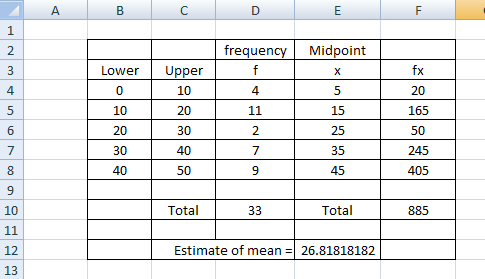 A B C D E F
1
2 frequency Midpoint
3 Lower Upper f x fx
4 0 10 4 5 20
5 10 20 11 15 165
6 20 30 2 25 50
7 30 40 7 35 245
8 40 50 9 45 405
9
10 Total 33 Total 885
11
12 Estimate of mean = 26.81818182
13